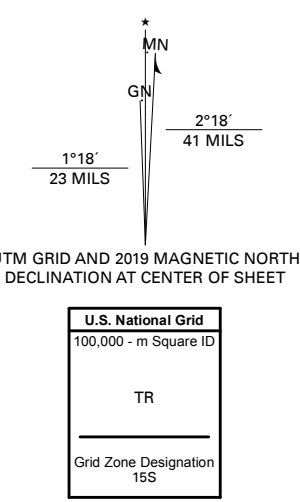 ★
MN
GN
2°18´
41 MILS
1°18´
23 MILS
UTM GRID AND 2019 MAGNETIC NORTH
DECLINATION AT CENTER OF SHEET
U.S. National Grid
100,000 - m Square ID
TR
Grid Zone Designation
15S